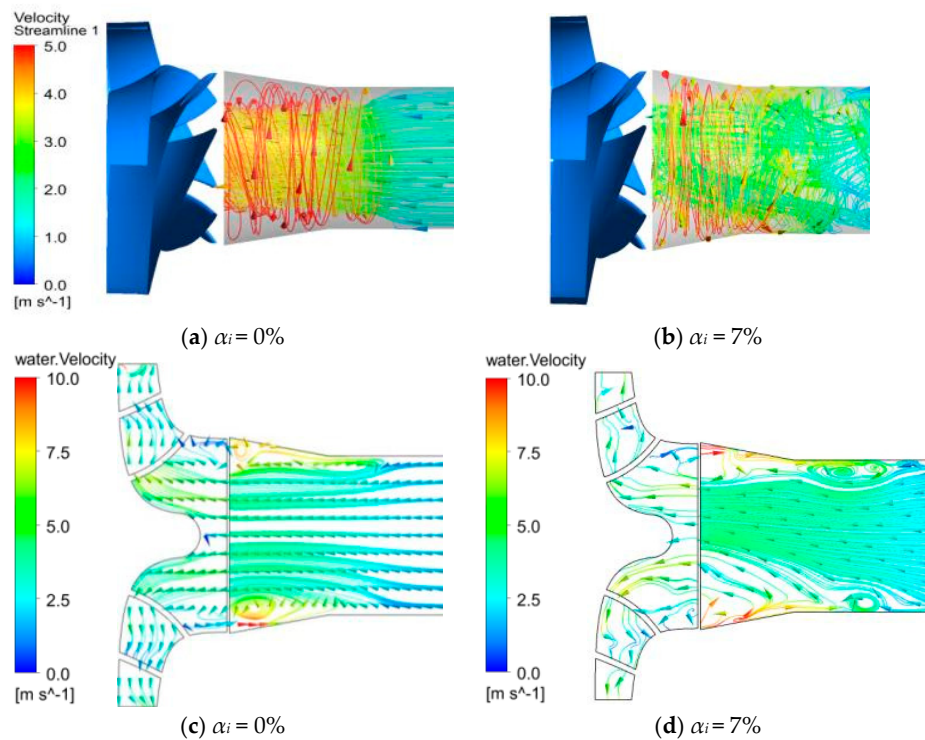 Velocity
Streamline 1
5.0
4.0
3.0
2.0
1.0
0.0
[m s^-1]
(a) αi = 0%
(b) αi = 7%
water.Velocity
10.0
7.5
5.0
2.5
0.0
[m s^-1]
water.Velocity
10.0
7.5
5.0
2.5
0.0
[m s^-1]
(c) αi = 0%
(d) αi = 7%